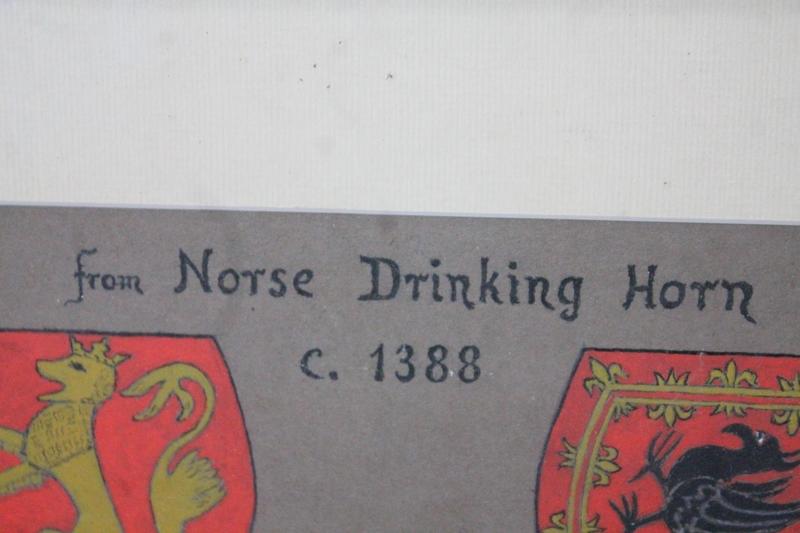 from Norse Drinking Horn
c. 1388